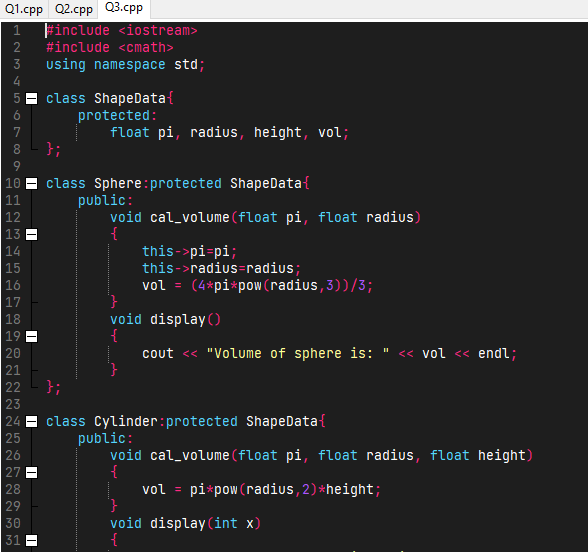 Q1.cpp Q2.cpp Q3.cpp
1 #include <iostream>
2 #include <cmath>
3 using namespace std;
4
5 class ShapeData{
6     protected:
7         float pi, radius, height, vol;
8 };
9
10 class Sphere:protected ShapeData{
11     public:
12         void cal_volume(float pi, float radius)
13         {
14             this->pi=pi;
15             this->radius=radius;
16             vol = (4*pi*pow(radius,3))/3;
17         }
18         void display()
19         {
20             cout << "Volume of sphere is: " << vol << endl;
21         }
22 };
23
24 class Cylinder:protected ShapeData{
25     public:
26         void cal_volume(float pi, float radius, float height)
27         {
28             vol = pi*pow(radius,2)*height;
29         }
30         void display(int x)
31         {